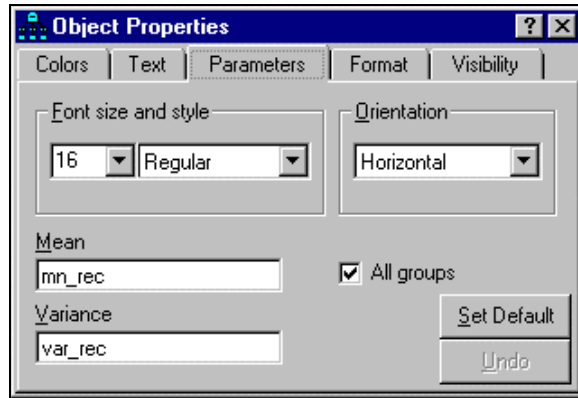 Object Properties
Colors Text Parameters Format Visibility
Font size and style
Orientation
16 Regular
Horizontal
Mean
mn_rec
All groups
Variance
var_rec
Set Default
Undo